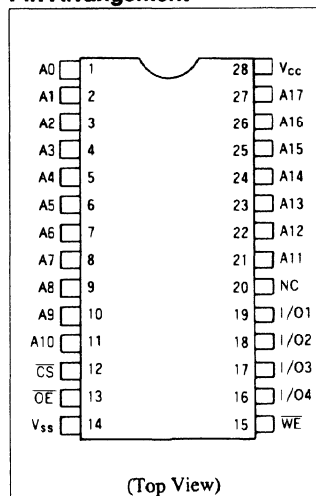 Pin Arrangement
A0 1 28 Vcc
A1 2 27 A17
A2 3 26 A16
A3 4 25 A15
A4 5 24 A14
A5 6 23 A13
A6 7 22 A12
A7 8 21 A11
A8 9 20 NC
A9 10 19 I/O1
A10 11 18 I/O2
CS 12 17 I/O3
OE 13 16 I/O4
Vss 14 15 WE
(Top View)